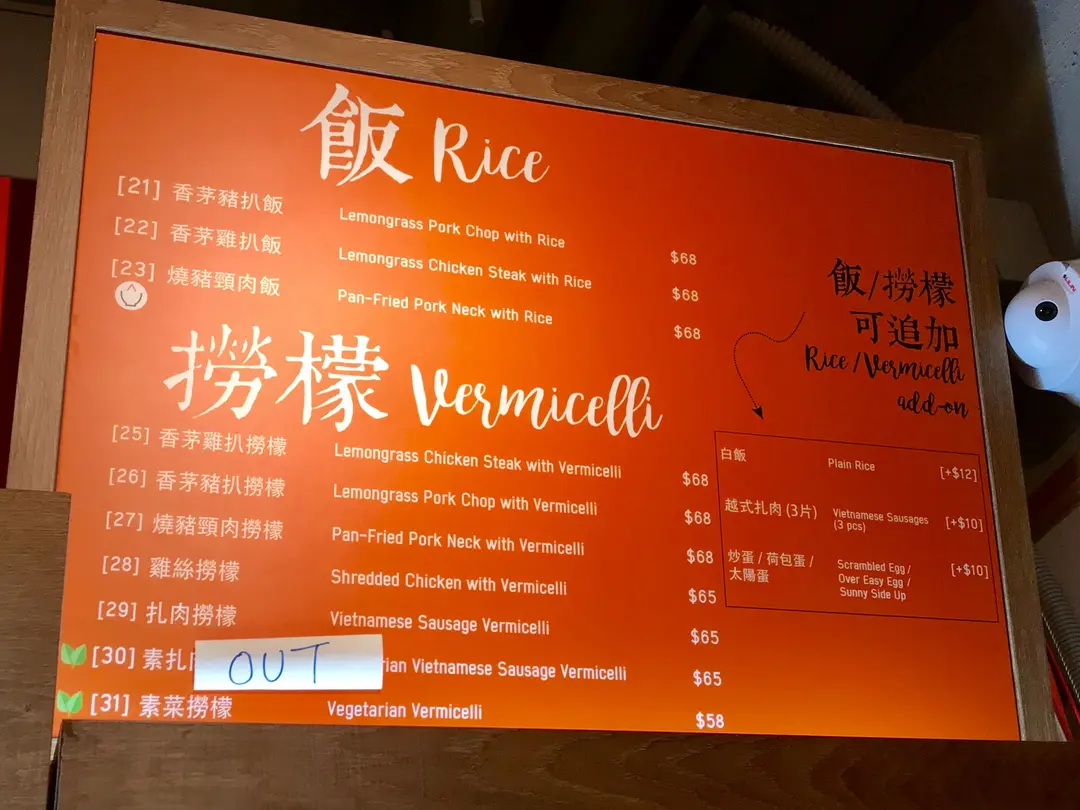 飯 Rice
[21] 香茅豬扒飯 Lemongrass Pork Chop with Rice $68
[22] 香茅雞扒飯 Lemongrass Chicken Steak with Rice $68
[23] 燒豬頸肉飯 Pan-Fried Pork Neck with Rice $68
撈檬 Vermicelli
[25] 香茅雞扒撈檬 Lemongrass Chicken Steak with Vermicelli $68
[26] 香茅豬扒撈檬 Lemongrass Pork Chop with Vermicelli $68
[27] 燒豬頸肉撈檬 Pan-Fried Pork Neck with Vermicelli $68
[28] 雞絲撈檬 Shredded Chicken with Vermicelli $65
[29] 扎肉撈檬 Vietnamese Sausage Vermicelli $65
[30] 素扎 OUT rian Vietnamese Sausage Vermicelli $65
[31] 素菜撈檬 Vegetarian Vermicelli $58
飯/撈檬
可追加
Rice/Vermicelli
add-on
白飯 Plain Rice [+$12]
越式扎肉 (3片) Vietnamese Sausages [+$10]
(3 pcs)
炒蛋 / 荷包蛋 / Scrambled Egg / [+$10]
太陽蛋 Over Easy Egg /
Sunny Side Up